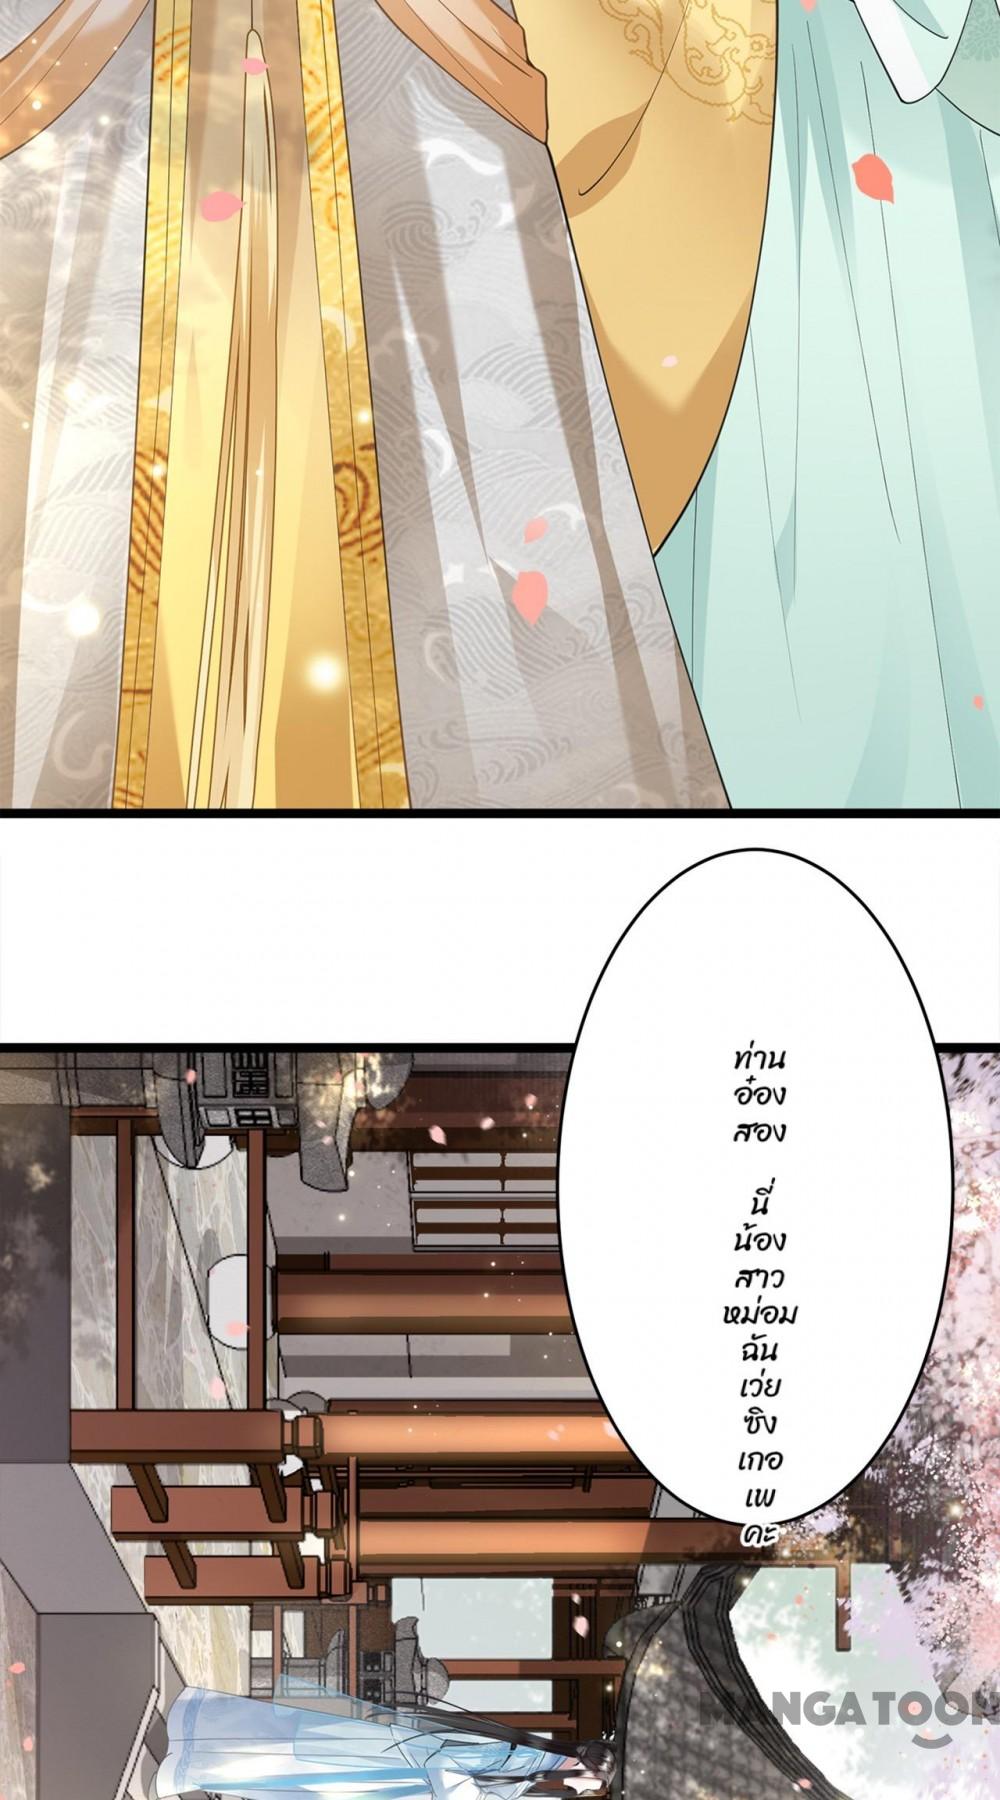 ท่าน
อ๋อง
สอง
นี่
น้อง
สาว
หม่อม
ฉัน
เว่ย
ซิง
เกอ
เพ
คะ
MANGATOON